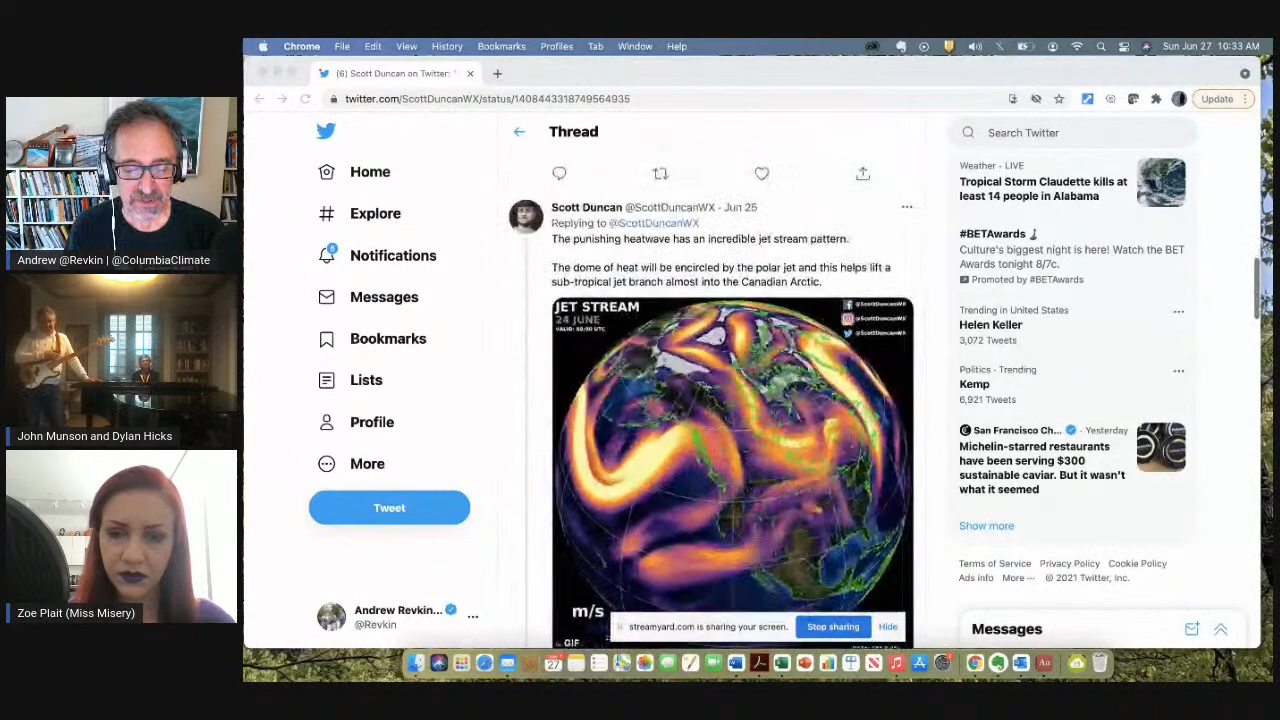 Chrome File Edit View History Bookmarks Profiles Tab Window Help
Sun Jun 27 10:33 AM
(6) Scott Duncan on Twitter: "
twitter.com/ScottDuncanWX/status/1408443318749564935
Update
Andrew @Revkin | @ColumbiaClimate
John Munson and Dylan Hicks
Zoe Plait (Miss Misery)
Home
Explore
6
Notifications
Messages
Bookmarks
Lists
Profile
More
Tweet
Andrew Revkin...
@Revkin
Thread
Scott Duncan @ScottDuncanWX · Jun 25
Replying to @ScottDuncanWX
The punishing heatwave has an incredible jet stream pattern.
The dome of heat will be encircled by the polar jet and this helps lift a
sub-tropical jet branch almost into the Canadian Arctic.
JET STREAM
24 JUNE
@ScottDuncanWX
@ScottDuncanWX
@ScottDuncanWX
m/s
GIF
streamyard.com is sharing your screen.
Stop sharing
Hide
Search Twitter
Weather · LIVE
Tropical Storm Claudette kills at
least 14 people in Alabama
#BETAwards
Culture's biggest night is here! Watch the BET
Awards tonight 8/7c.
Promoted by #BETAwards
Trending in United States
Helen Keller
3,072 Tweets
Politics · Trending
Kemp
6,921 Tweets
San Francisco Ch... · Yesterday
Michelin-starred restaurants
have been serving $300
sustainable caviar. But it wasn't
what it seemed
Show more
Terms of Service Privacy Policy Cookie Policy
Ads info More ··· © 2021 Twitter, Inc.
Messages
27
Aa